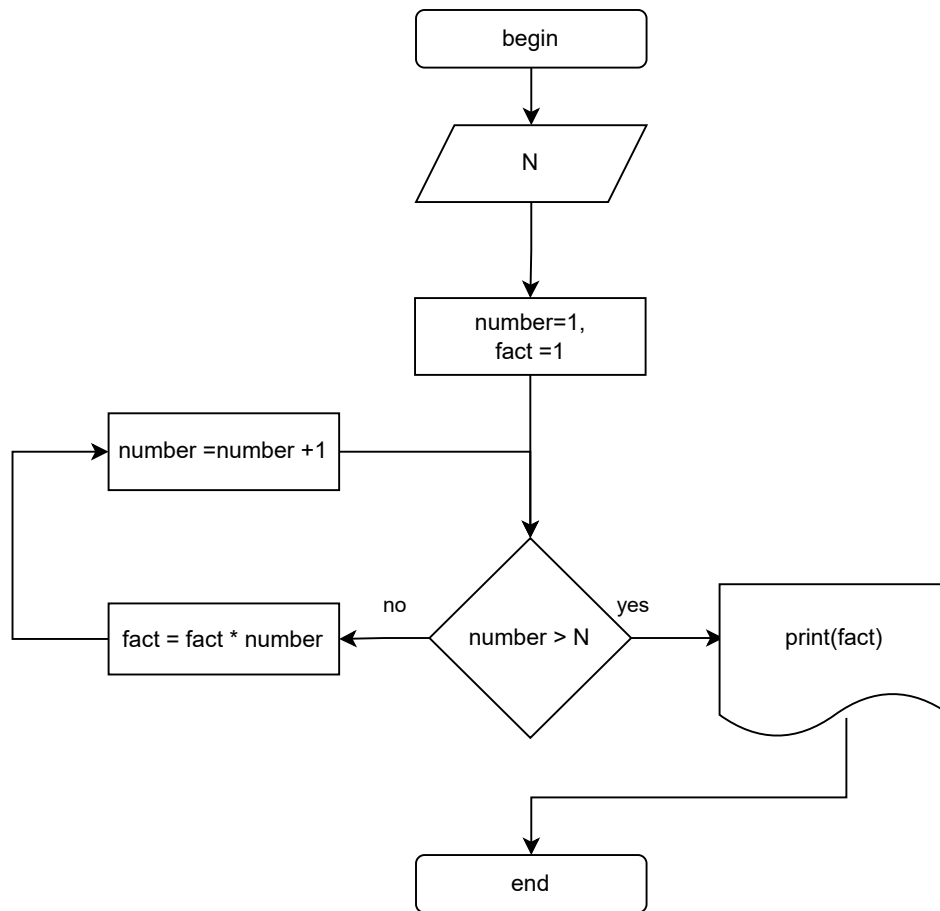 begin
N
number=1,
fact =1
number =number +1
no
yes
fact = fact * number
number > N
print(fact)
end